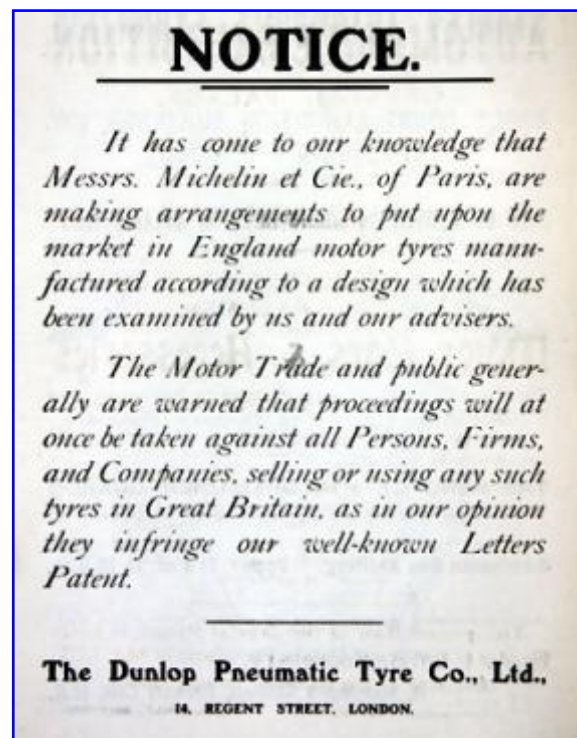 NOTICE.
It has come to our knowledge that
Messrs. Michelin et Cie., of Paris, are
making arrangements to put upon the
market in England motor tyres manu-
factured according to a design which has
been examined by us and our advisers.
The Motor Trade and public gener-
ally are warned that proceedings will at
once be taken against all Persons, Firms,
and Companies, selling or using any such
tyres in Great Britain, as in our opinion
they infringe our well-known Letters
Patent.
The Dunlop Pneumatic Tyre Co., Ltd.,
14, REGENT STREET, LONDON.